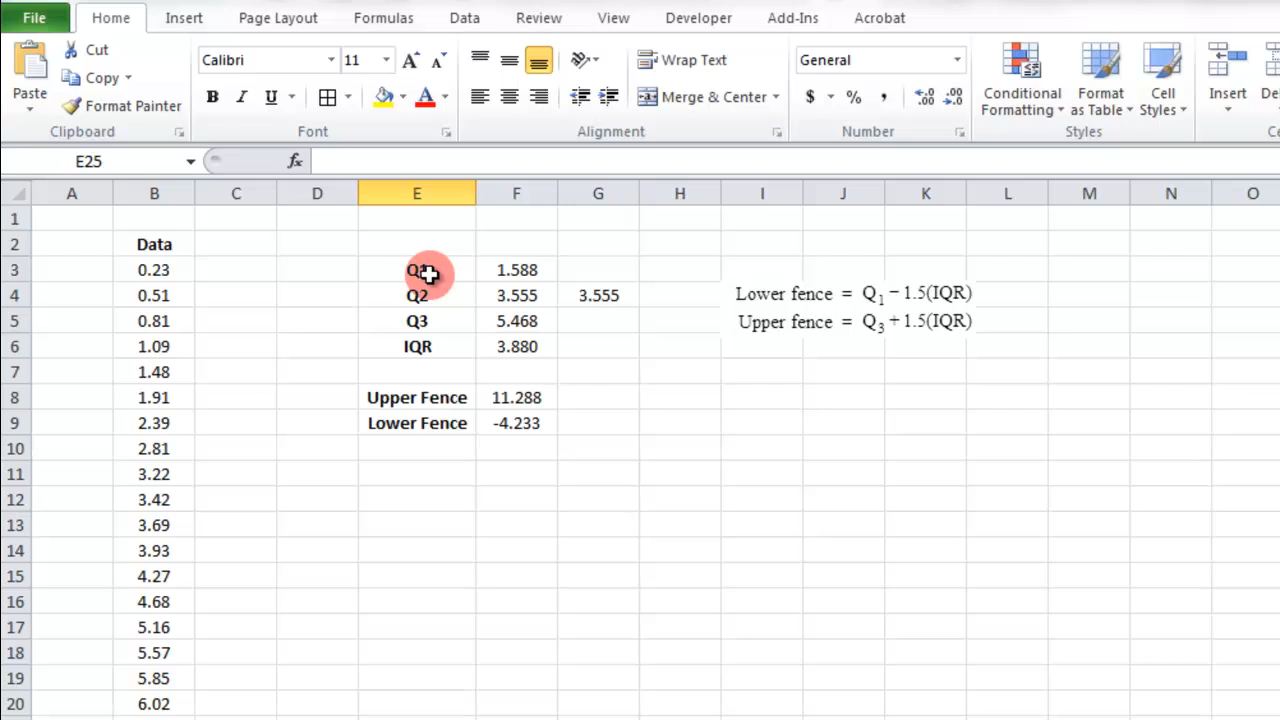 File Home Insert Page Layout Formulas Data Review View Developer Add-Ins Acrobat
Paste
Cut
Copy
Format Painter
Clipboard
Calibri 11 A A
B I U A
Font
Wrap Text
Merge & Center
Alignment
General
$ % , .00 .00
Number
Conditional Formatting
Format as Table
Cell Styles
Styles
Insert
E25 fx
A B C D E F G H I J K L M N O
1
2 Data
3 0.23 Q1 1.588
4 0.51 Q2 3.555 3.555 Lower fence = Q1 − 1.5(IQR)
5 0.81 Q3 5.468 Upper fence = Q3 + 1.5(IQR)
6 1.09 IQR 3.880
7 1.48
8 1.91 Upper Fence 11.288
9 2.39 Lower Fence -4.233
10 2.81
11 3.22
12 3.42
13 3.69
14 3.93
15 4.27
16 4.68
17 5.16
18 5.57
19 5.85
20 6.02